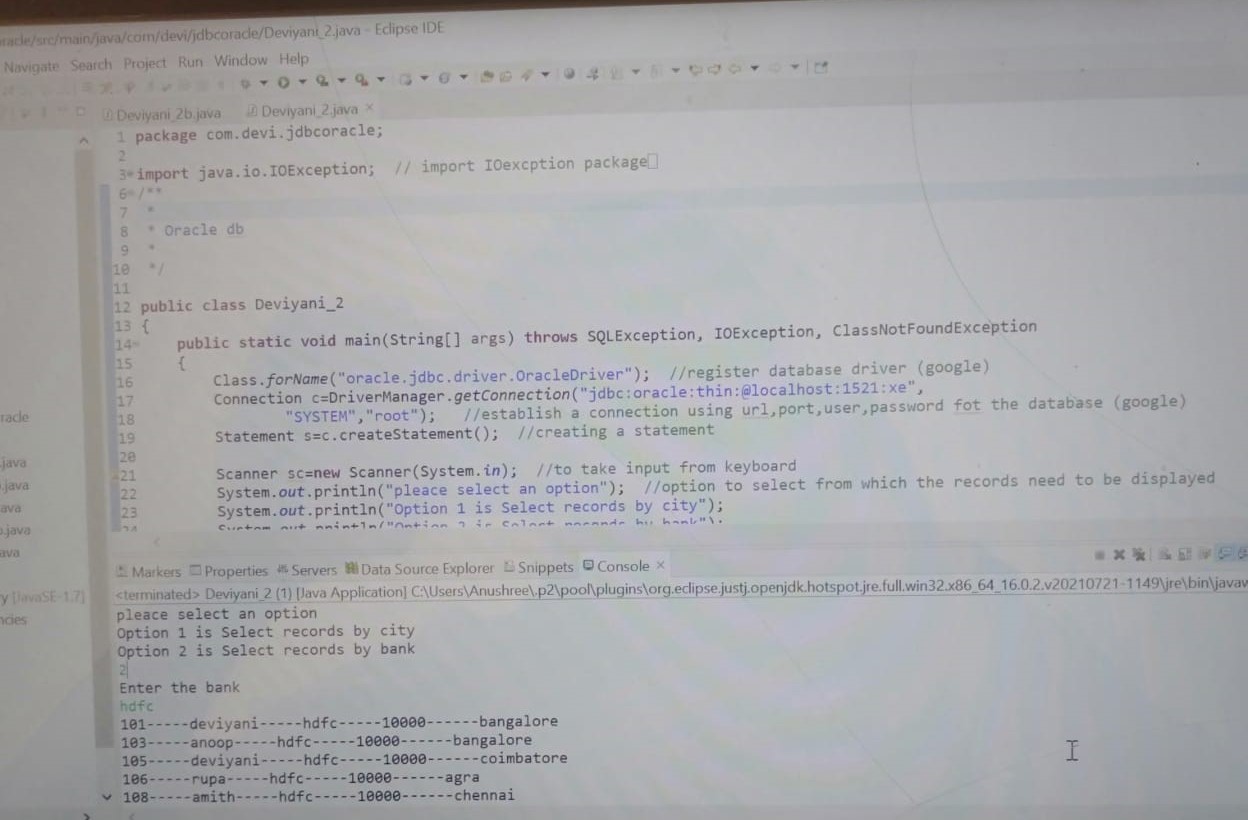 racle/src/main/java/com/devi/jdbcoracle/Deviyani_2.java - Eclipse IDE
Navigate Search Project Run Window Help
Deviyani_2b.java Deviyani_2.java
1 package com.devi.jdbcoracle;
2
3 import java.io.IOException; // import IOexcption package
6 /**
7 *
8 * Oracle db
9 *
10 */
11
12 public class Deviyani_2
13 {
14 public static void main(String[] args) throws SQLException, IOException, ClassNotFoundException
15 {
16 Class.forName("oracle.jdbc.driver.OracleDriver"); //register database driver (google)
17 Connection c=DriverManager.getConnection("jdbc:oracle:thin:@localhost:1521:xe",
18 "SYSTEM","root"); //establish a connection using url,port,user,password fot the database (google)
19 Statement s=c.createStatement(); //creating a statement
20
21 Scanner sc=new Scanner(System.in); //to take input from keyboard
22 System.out.println("pleace select an option"); //option to select from which the records need to be displayed
23 System.out.println("Option 1 is Select records by city");
24 System.out.println("Option 2 is Select records by bank");
racle
.java
.java
ava
.java
ava
y [JavaSE-1.7]
ncies
Markers Properties Servers Data Source Explorer Snippets Console
<terminated> Deviyani_2 (1) [Java Application] C:\Users\Anushree\.p2\pool\plugins\org.eclipse.justj.openjdk.hotspot.jre.full.win32.x86_64_16.0.2.v20210721-1149\jre\bin\javaw
pleace select an option
Option 1 is Select records by city
Option 2 is Select records by bank
2
Enter the bank
hdfc
101-----deviyani-----hdfc-----10000------bangalore
103-----anoop-----hdfc-----10000------bangalore
105-----deviyani-----hdfc-----10000------coimbatore
106-----rupa-----hdfc-----10000------agra
108-----amith-----hdfc-----10000------chennai